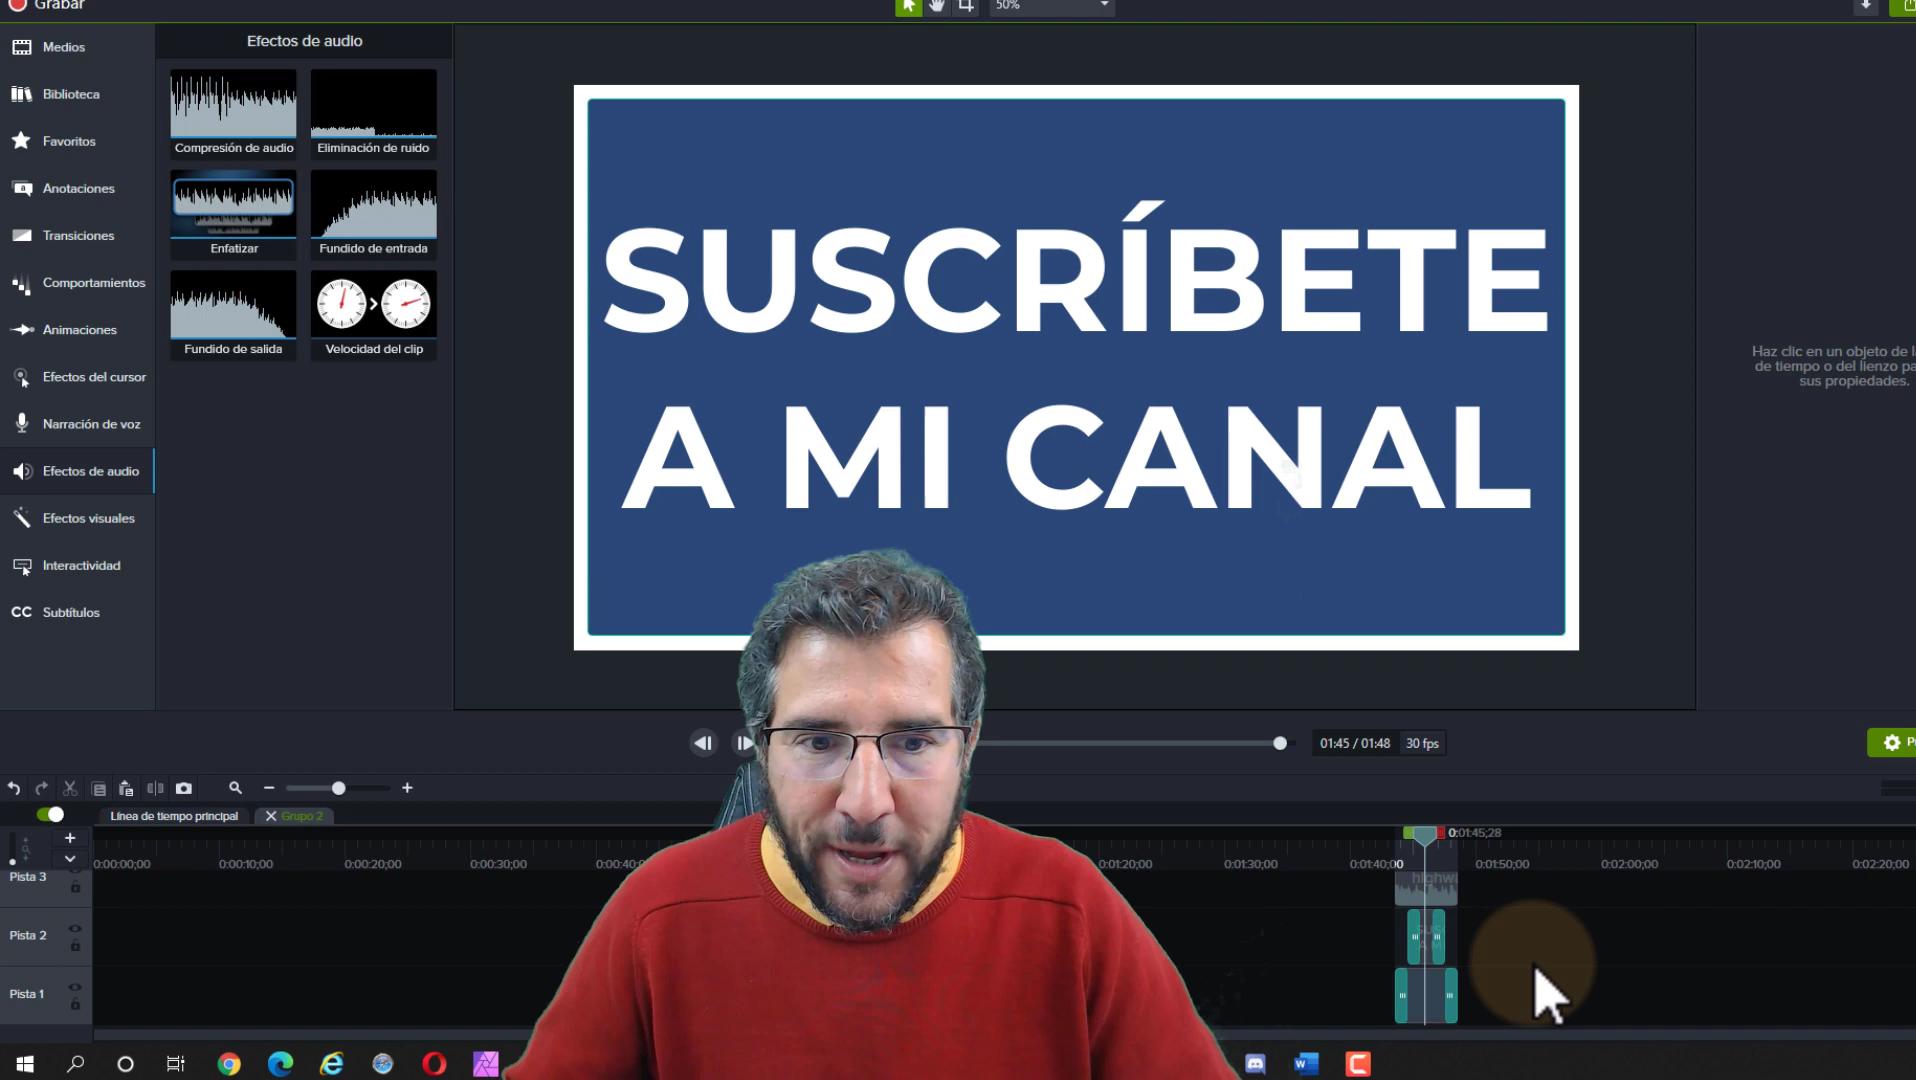 Grabar
50%
Medios
Biblioteca
Favoritos
Anotaciones
Transiciones
Comportamientos
Animaciones
Efectos del cursor
Narración de voz
Efectos de audio
Efectos visuales
Interactividad
CC Subtítulos
Efectos de audio
Compresión de audio
Eliminación de ruido
Enfatizar
Fundido de entrada
Fundido de salida
Velocidad del clip
SUSCRÍBETE
A MI CANAL
Haz clic en un objeto de l
de tiempo o del lienzo pa
sus propiedades.
01:45 / 01:48 30 fps
P
Línea de tiempo principal
Grupo 2
0:01:45;28
0:00:00;00 0:00:10;00 0:00:20;00 0:00:30;00 0:00:40;0 0:01:20;00 0:01:30;00 0:01:40;00 0:01:50;00 0:02:00;00 0:02:10;00 0:02:20;00
Pista 3
highwa
Pista 2
Pista 1